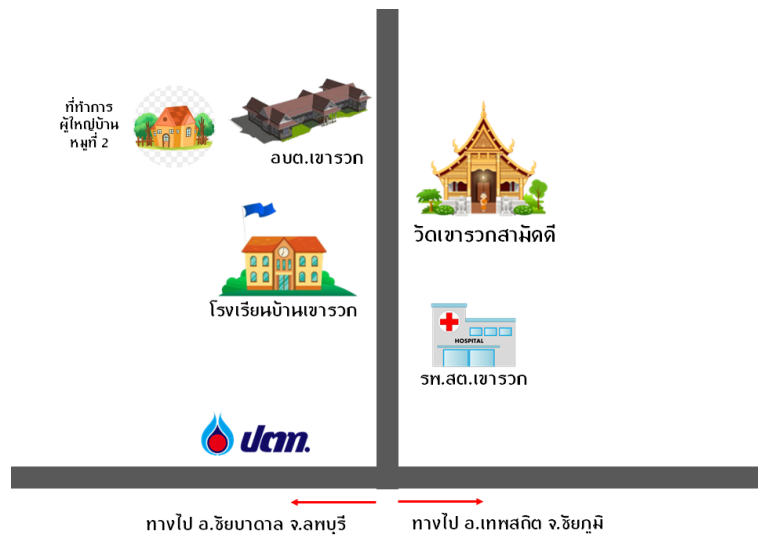 ที่ทำการ
ผู้ใหญ่บ้าน
หมู่ที่ 2
อบต.เขารวก
วัดเขารวกสามัคดี
โรงเรียนบ้านเขารวก
HOSPITAL
รพ.สต.เขารวก
ปตท.
ทางไป อ.ชัยบาดาล จ.ลพบุรี
ทางไป อ.เทพสถิต จ.ชัยภูมิ